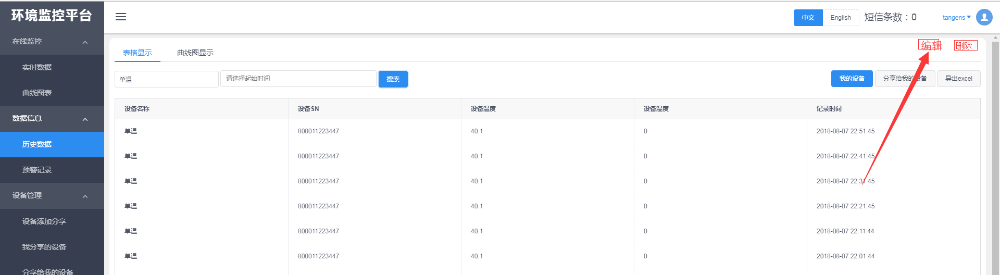 环境监控平台
中文 English 短信条数：0 tangens
在线监控
实时数据
曲线图表
数据信息
历史数据
预警记录
设备管理
设备添加分享
我分享的设备
分享给我的设备
表格显示 曲线图显示
编辑 删除
单温 请选择起始时间 搜索
我的设备 分享给我的设备 导出excel
设备名称 设备SN 设备温度 设备湿度 记录时间
单温 800011223447 40.1 0 2018-08-07 22:51:45
单温 800011223447 40.1 0 2018-08-07 22:41:45
单温 800011223447 40.1 0 2018-08-07 22:31:45
单温 800011223447 40.1 0 2018-08-07 22:21:45
单温 800011223447 40.1 0 2018-08-07 22:11:44
单温 800011223447 40.1 0 2018-08-07 22:01:44